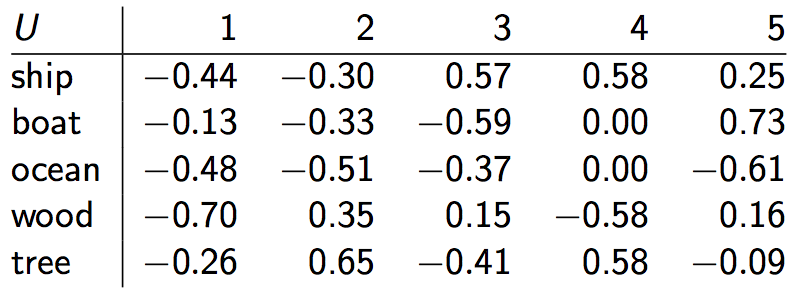 U 1 2 3 4 5
ship −0.44 −0.30 0.57 0.58 0.25
boat −0.13 −0.33 −0.59 0.00 0.73
ocean −0.48 −0.51 −0.37 0.00 −0.61
wood −0.70 0.35 0.15 −0.58 0.16
tree −0.26 0.65 −0.41 0.58 −0.09